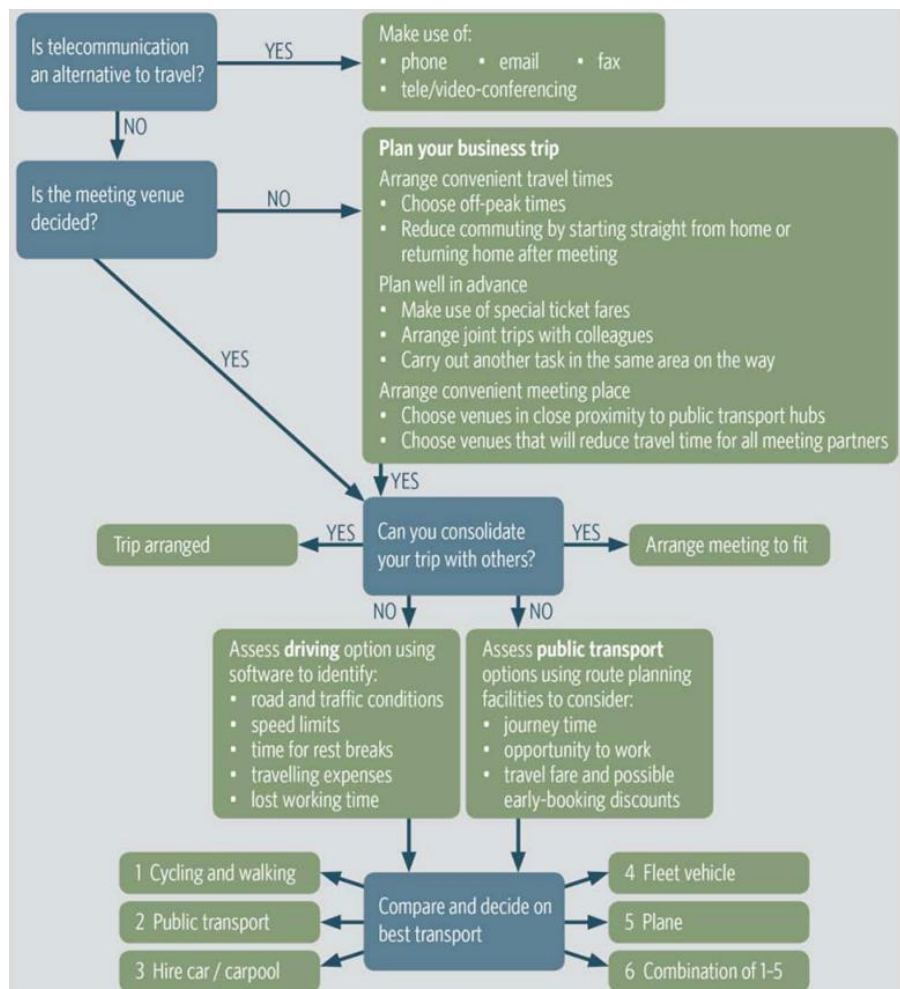 Is telecommunication
an alternative to travel?
YES
Make use of:
• phone • email • fax
• tele/video-conferencing
NO
Is the meeting venue
decided?
NO
Plan your business trip
Arrange convenient travel times
• Choose off-peak times
• Reduce commuting by starting straight from home or
returning home after meeting
Plan well in advance
• Make use of special ticket fares
• Arrange joint trips with colleagues
• Carry out another task in the same area on the way
Arrange convenient meeting place
• Choose venues in close proximity to public transport hubs
• Choose venues that will reduce travel time for all meeting partners
YES
YES
Can you consolidate
your trip with others?
YES
Trip arranged
YES
Arrange meeting to fit
NO
Assess driving option using
software to identify:
• road and traffic conditions
• speed limits
• time for rest breaks
• travelling expenses
• lost working time
NO
Assess public transport
options using route planning
facilities to consider:
• journey time
• opportunity to work
• travel fare and possible
early-booking discounts
Compare and decide on
best transport
1 Cycling and walking
2 Public transport
3 Hire car / carpool
4 Fleet vehicle
5 Plane
6 Combination of 1–5